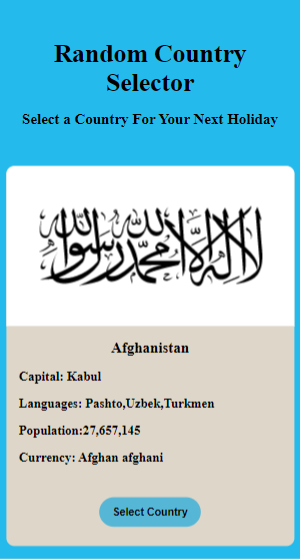 Random Country
Selector
Select a Country For Your Next Holiday
لا إله إلا الله محمد رسول الله
Afghanistan
Capital: Kabul
Languages: Pashto,Uzbek,Turkmen
Population:27,657,145
Currency: Afghan afghani
Select Country